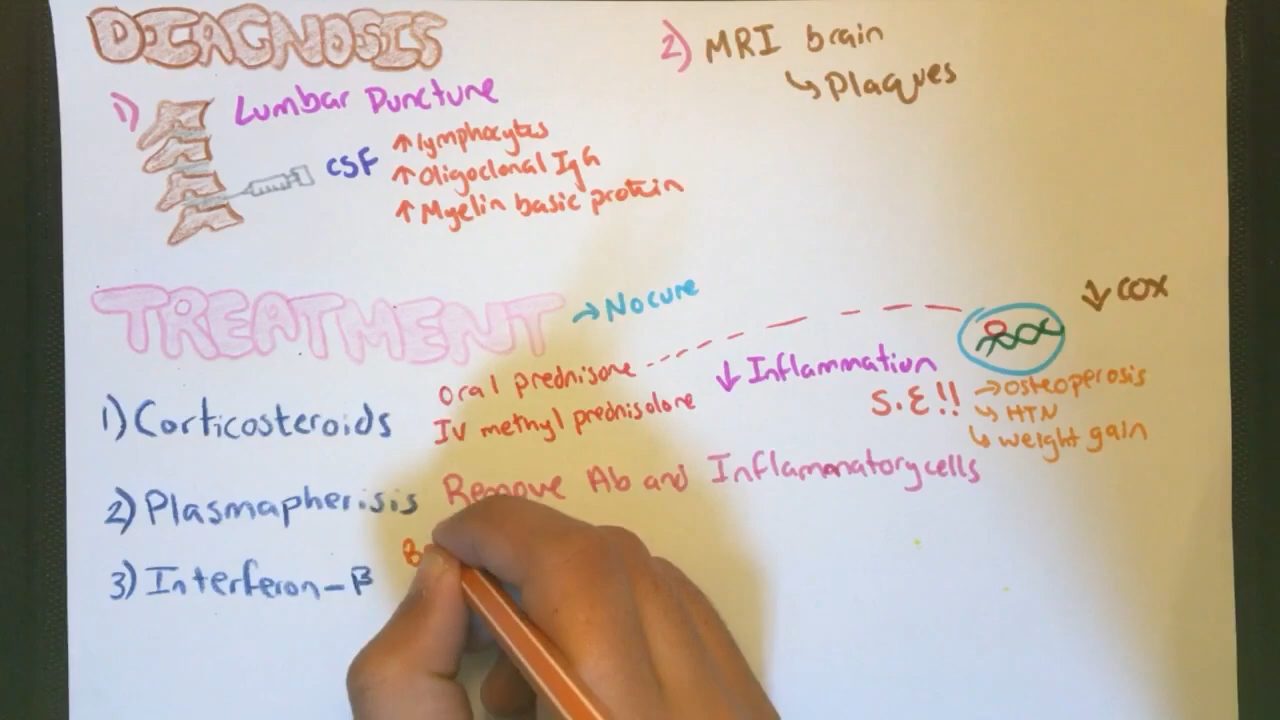 DIAGNOSIS
1) Lumbar Puncture
CSF
↑ lymphocytes
↑ Oligoclonal IgG
↑ Myelin basic protein
2) MRI brain
↳ Plaques
TREATMENT → No cure
1) Corticosteroids
Oral prednisone
IV methyl prednisolone
↓ Inflammation
↓ COX
S.E!!
→ osteoperosis
↳ HTN
↳ weight gain
2) Plasmapherisis
Remove Ab and Inflammatory cells
3) Interferon-β